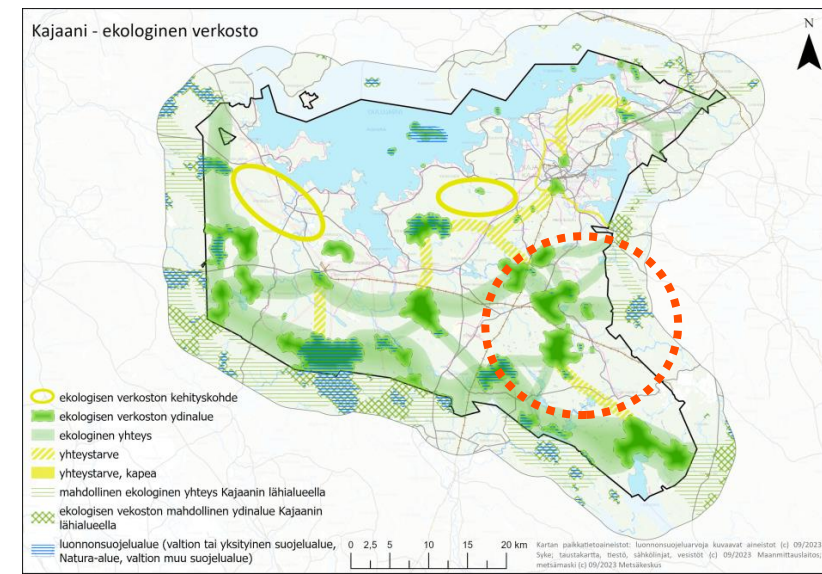 Kajaani - ekologinen verkosto
N
ekologisen verkoston kehityskohde
ekologisen verkoston ydinalue
ekologinen yhteys
yhteystarve
yhteystarve, kapea
mahdollinen ekologinen yhteys Kajaanin lähialueella
ekologisen vekoston mahdollinen ydinalue Kajaanin
lähialueella
luonnonsuojelualue (valtion tai yksityinen suojelualue,
Natura-alue, valtion muu suojelualue)
0 2,5 5 10 15 20 km
Kartan paikkatietoaineistot: luonnonsuojeluarvoja kuvaavat aineistot (c) 09/2023
Syke; taustakartta, tiestö, sähkölinjat, vesistöt (c) 09/2023 Maanmittauslaitos;
metsämaski (c) 09/2023 Metsäkeskus